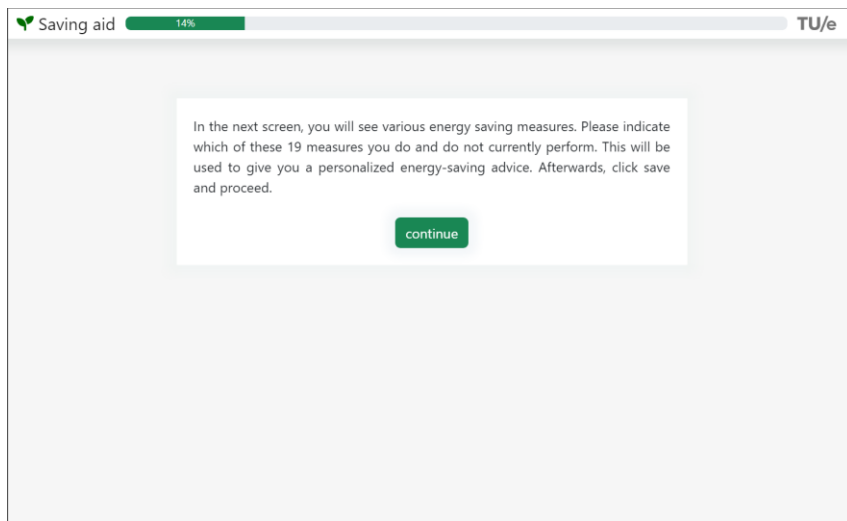 Saving aid 14% TU/e
In the next screen, you will see various energy saving measures. Please indicate
which of these 19 measures you do and do not currently perform. This will be
used to give you a personalized energy-saving advice. Afterwards, click save
and proceed.
continue